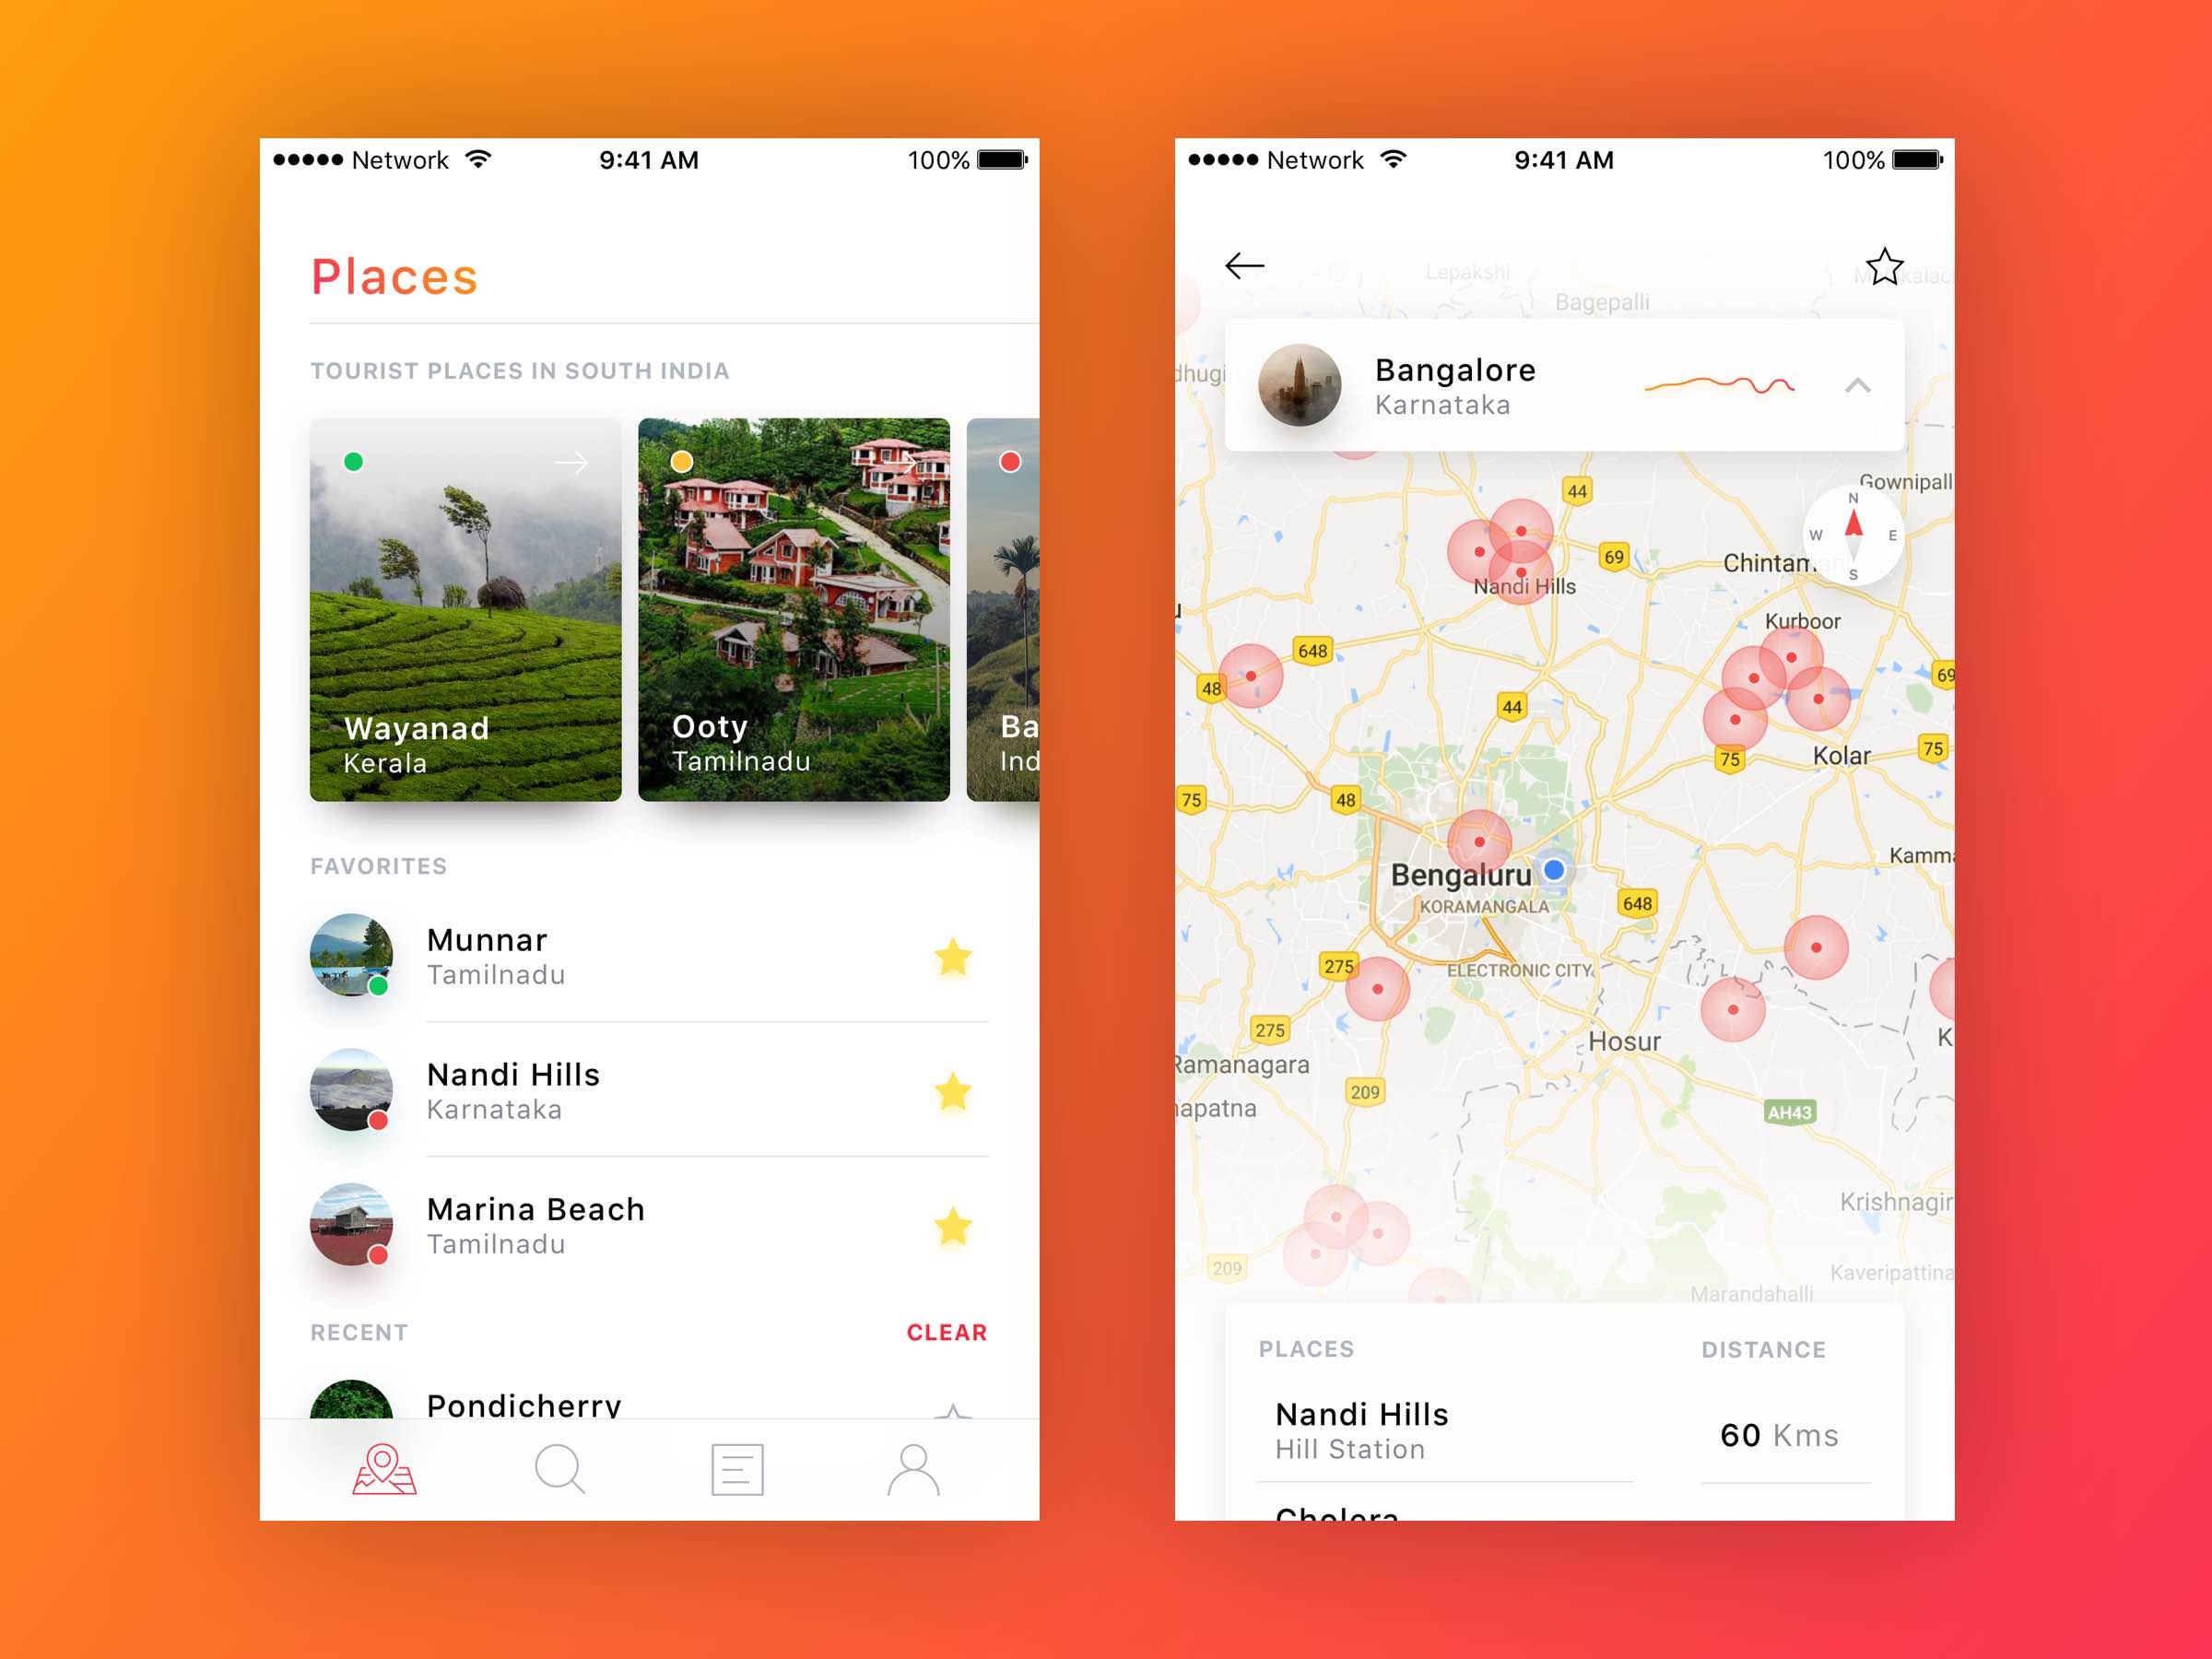 Network 9:41 AM 100%
Places
TOURIST PLACES IN SOUTH INDIA
Wayanad
Kerala
Ooty
Tamilnadu
Ba
Ind
FAVORITES
Munnar
Tamilnadu
Nandi Hills
Karnataka
Marina Beach
Tamilnadu
RECENT CLEAR
Pondicherry
Network 9:41 AM 100%
Lepakshi
Bagepalli
Bangalore
Karnataka
dhugi
Gownipall
44
N
W E
S
69
Chintam
Nandi Hills
Kurboor
648
48
69
44
Kolar
75
75
75
48
Kamma
Bengaluru
KORAMANGALA
648
275
ELECTRONIC CITY
275
Hosur
K
Ramanagara
209
napatna
AH43
Krishnagir
209
Kaveripattina
Marandahalli
PLACES DISTANCE
Nandi Hills
Hill Station
60 Kms